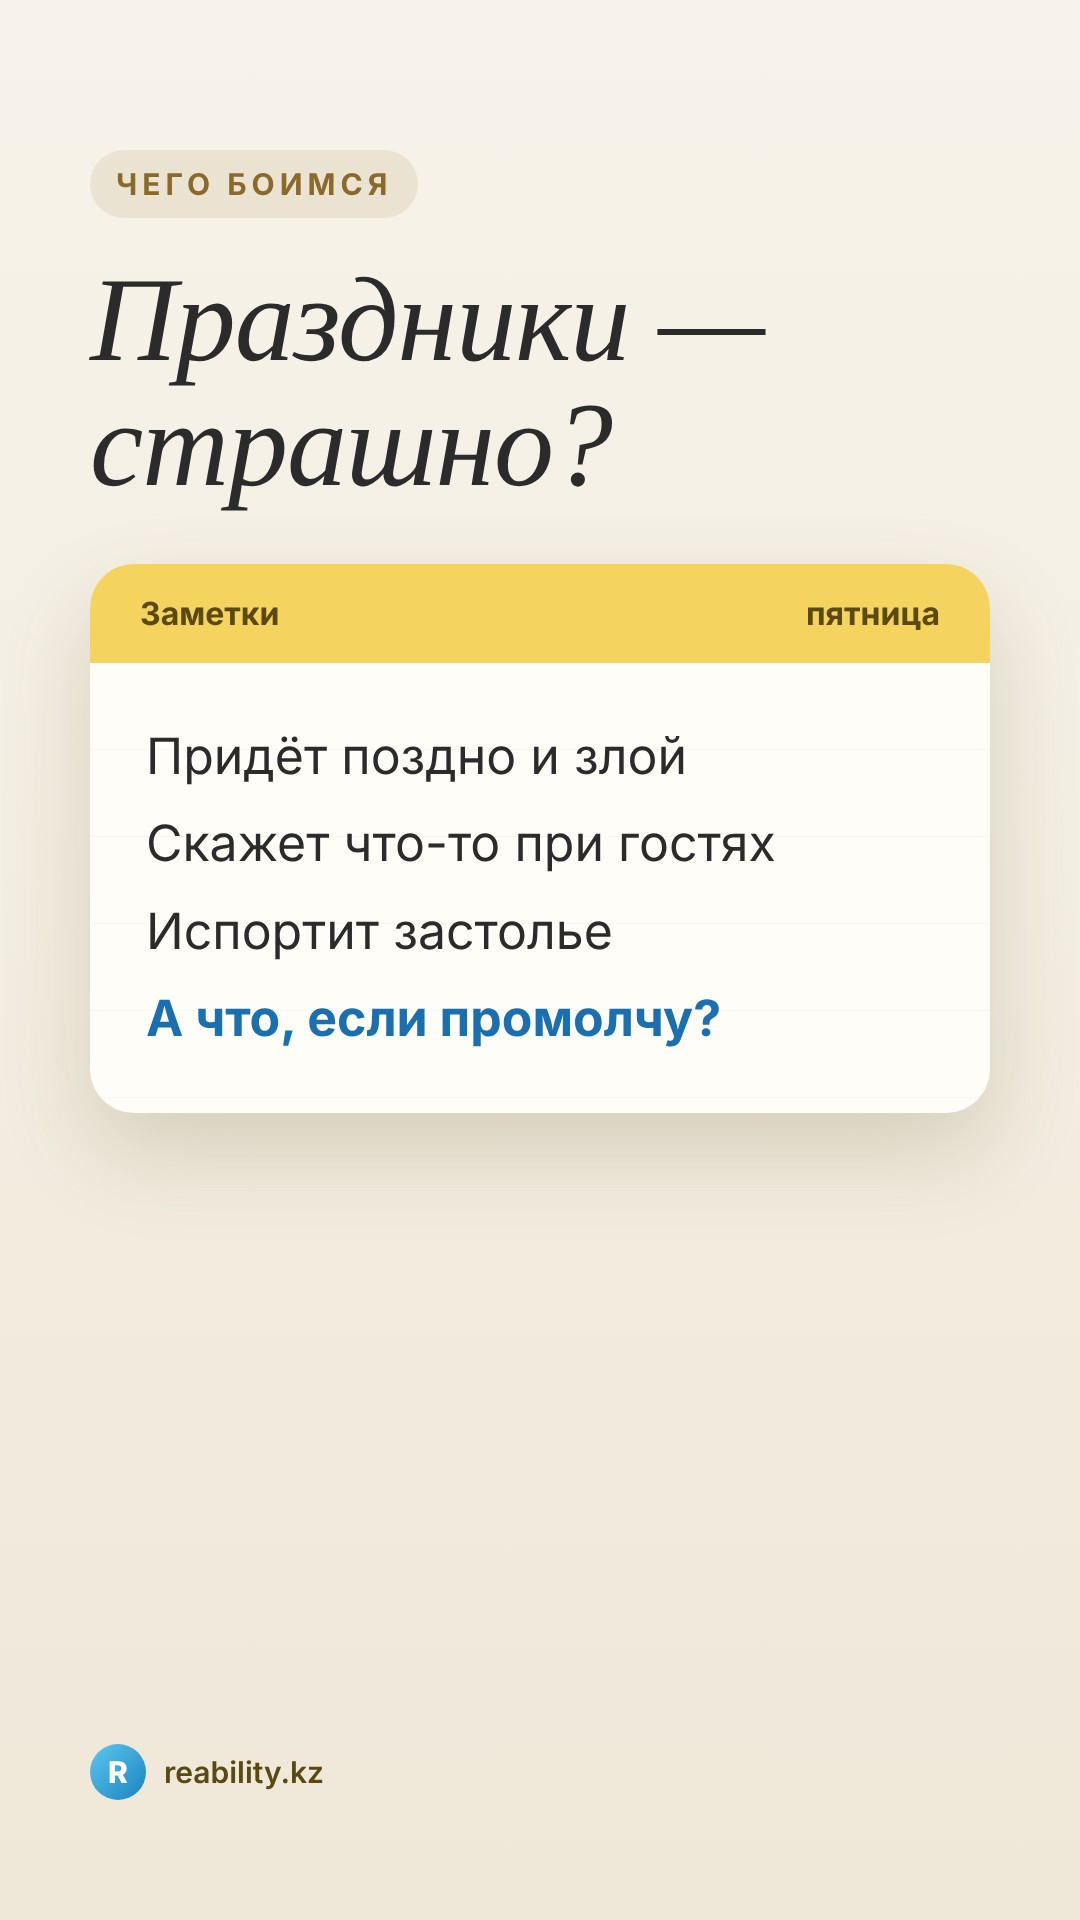 ЧЕГО БОИМСЯ
Праздники —
страшно?
Заметки
пятница
Придёт поздно и злой
Скажет что-то при гостях
Испортит застолье
А что, если промолчу?
R reability.kz